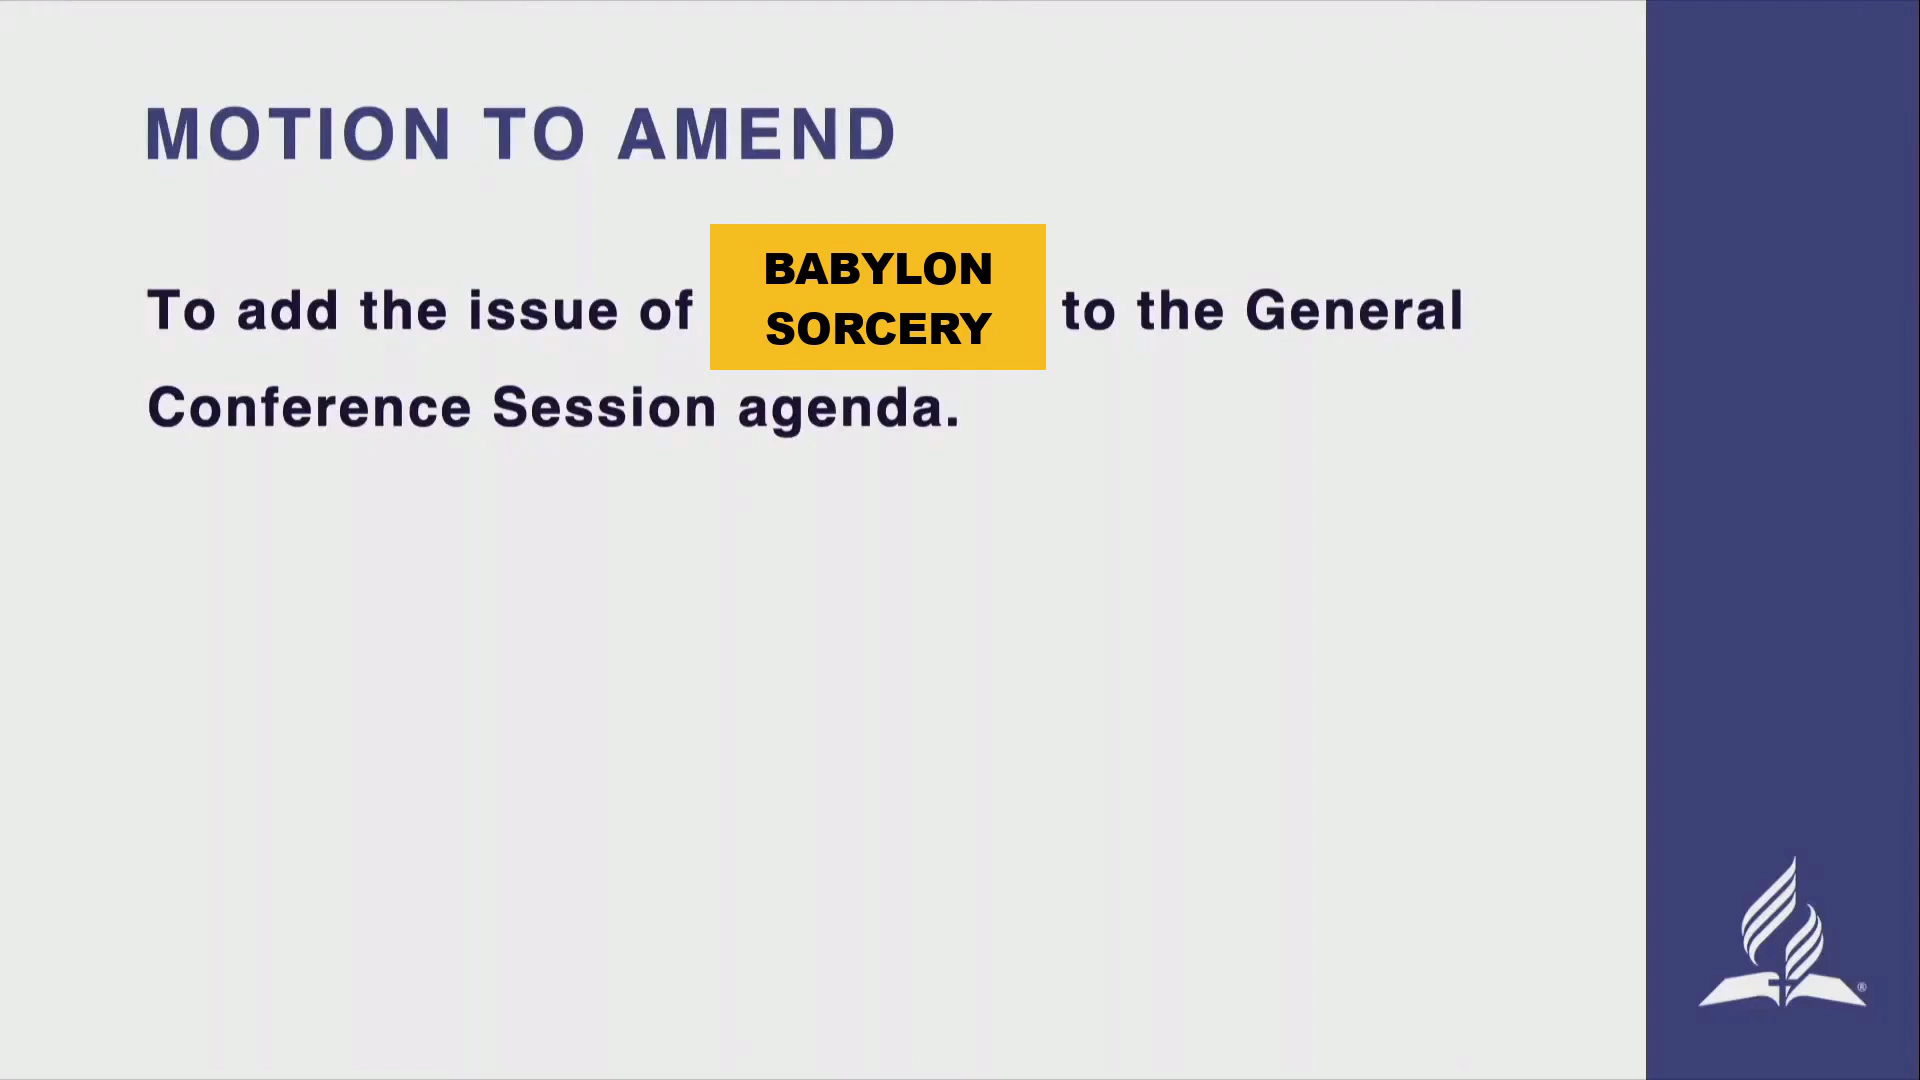 MOTION TO AMEND
To add the issue of BABYLON SORCERY to the General
Conference Session agenda.
®